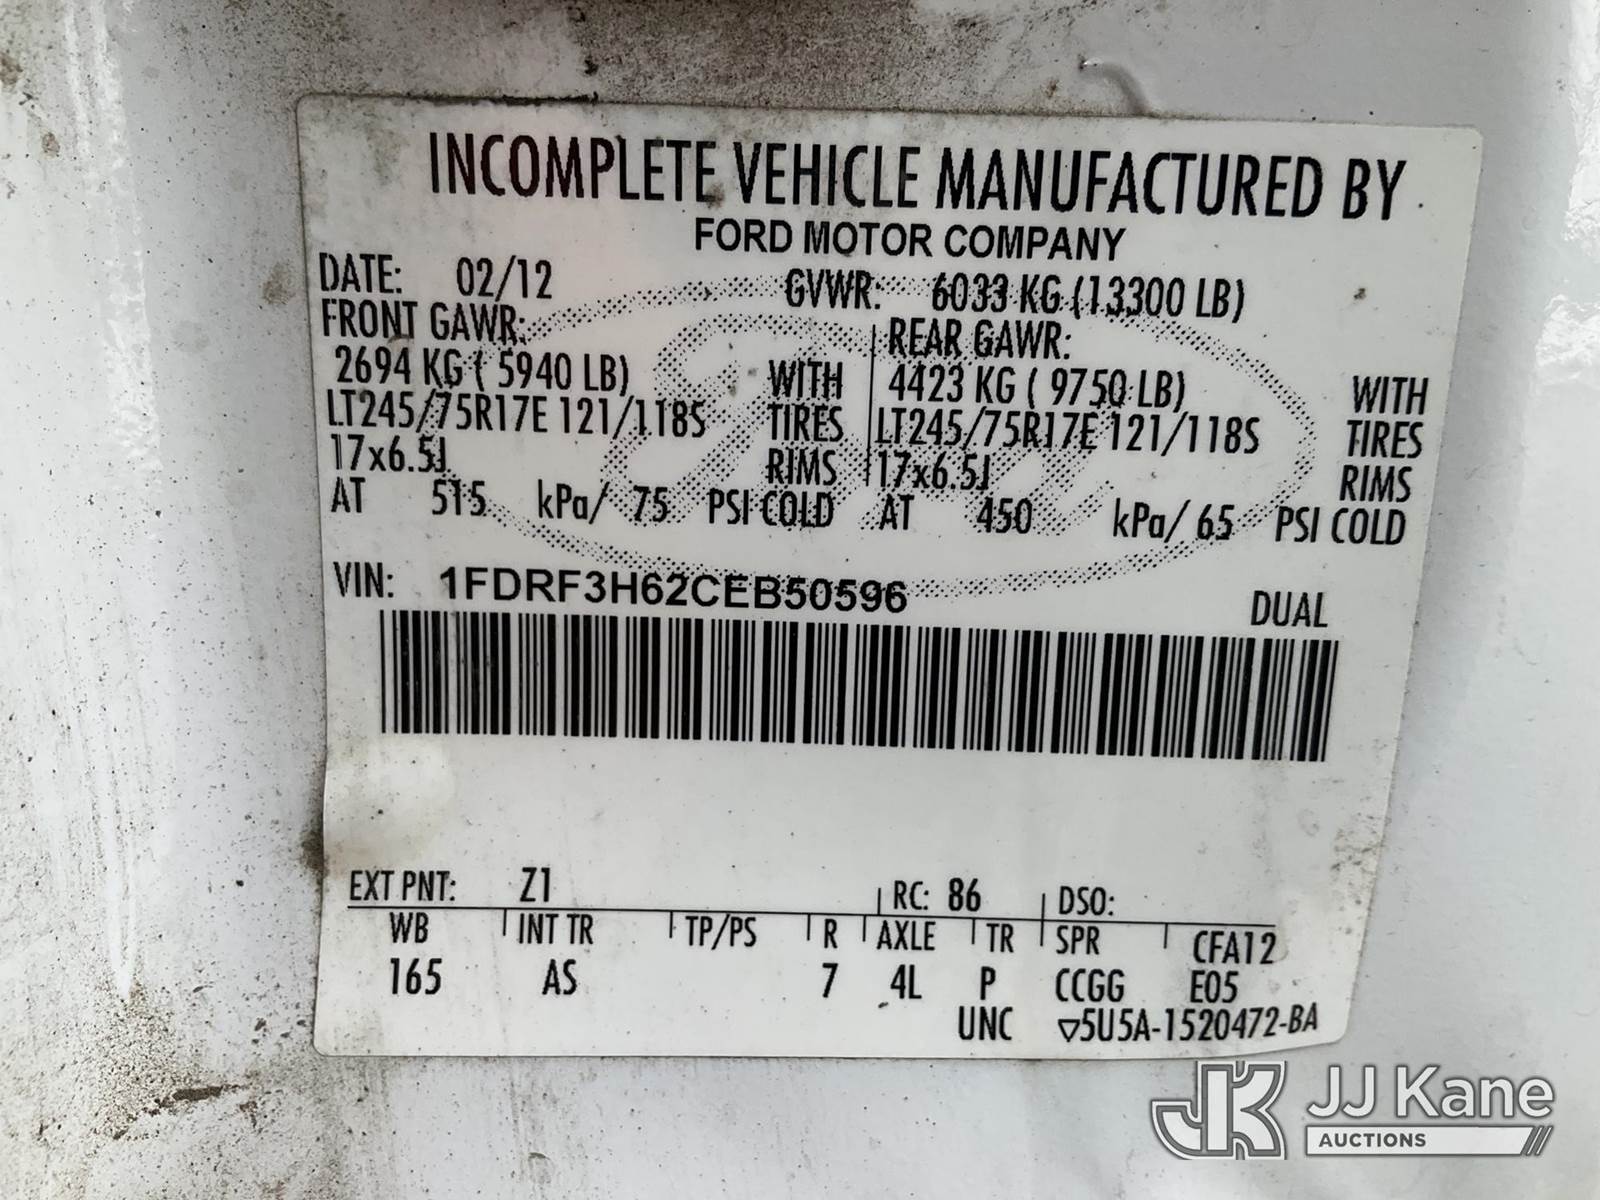 INCOMPLETE VEHICLE MANUFACTURED BY
FORD MOTOR COMPANY
DATE: 02/12 GVWR: 6033 KG (13300 LB)
FRONT GAWR: REAR GAWR:
2694 KG ( 5940 LB) WITH 4423 KG ( 9750 LB) WITH
LT245/75R17E 121/118S TIRES LT245/75R17E 121/118S TIRES
17x6.5J RIMS 17x6.5J RIMS
AT 515 kPa/ 75 PSI COLD AT 450 kPa/ 65 PSI COLD
VIN: 1FDRF3H62CEB50596 DUAL
EXT PNT: Z1 RC: 86 DSO:
WB INT TR TP/PS R AXLE TR SPR CFA12
165 AS 7 4L P CCGG E05
UNC ▽5U5A-1520472-BA
JK JJ Kane
AUCTIONS